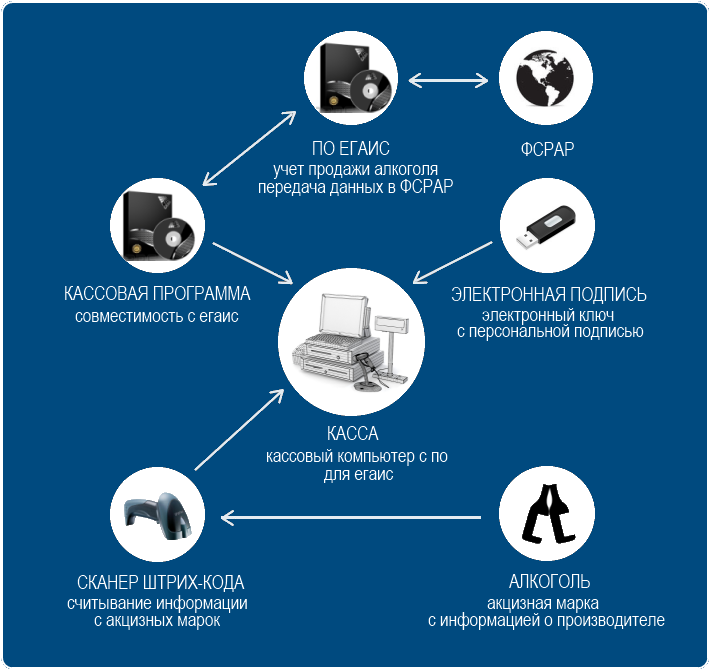 ПО ЕГАИС
учет продажи алкоголя
передача данных в ФСРАР
ФСРАР
КАССОВАЯ ПРОГРАММА
совместимость с егаис
ЭЛЕКТРОННАЯ ПОДПИСЬ
электронный ключ
с персональной подписью
КАССА
кассовый компьютер с по
для егаис
СКАНЕР ШТРИХ-КОДА
считывание информации
с акцизных марок
АЛКОГОЛЬ
акцизная марка
с информацией о производителе